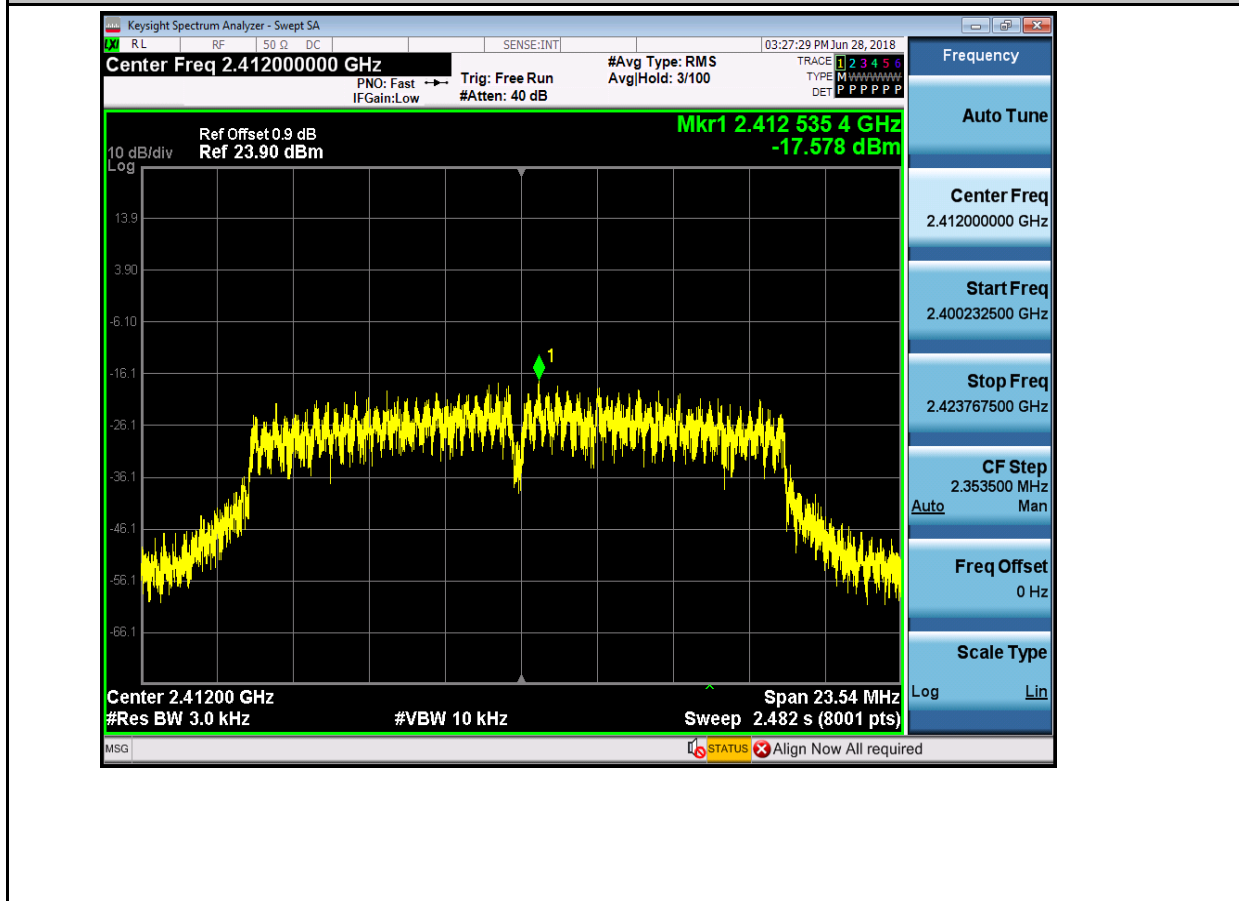 Keysight Spectrum Analyzer - Swept SA
LXI RL RF 50 Ω DC SENSE:INT 03:27:29 PM Jun 28, 2018
Center Freq 2.412000000 GHz
PNO: Fast
IFGain:Low
Trig: Free Run
#Atten: 40 dB
#Avg Type: RMS
Avg|Hold: 3/100
TRACE 1 2 3 4 5 6
TYPE M WWWWW
DET P P P P P P
Mkr1 2.412 535 4 GHz
-17.578 dBm
Ref Offset 0.9 dB
10 dB/div Ref 23.90 dBm
Log
13.9
3.90
-6.10
1
-16.1
-26.1
-36.1
-46.1
-56.1
-66.1
Center 2.41200 GHz Span 23.54 MHz
#Res BW 3.0 kHz #VBW 10 kHz Sweep 2.482 s (8001 pts)
MSG STATUS Align Now All required
Frequency
Auto Tune
Center Freq
2.412000000 GHz
Start Freq
2.400232500 GHz
Stop Freq
2.423767500 GHz
CF Step
2.353500 MHz
Auto Man
Freq Offset
0 Hz
Scale Type
Log Lin